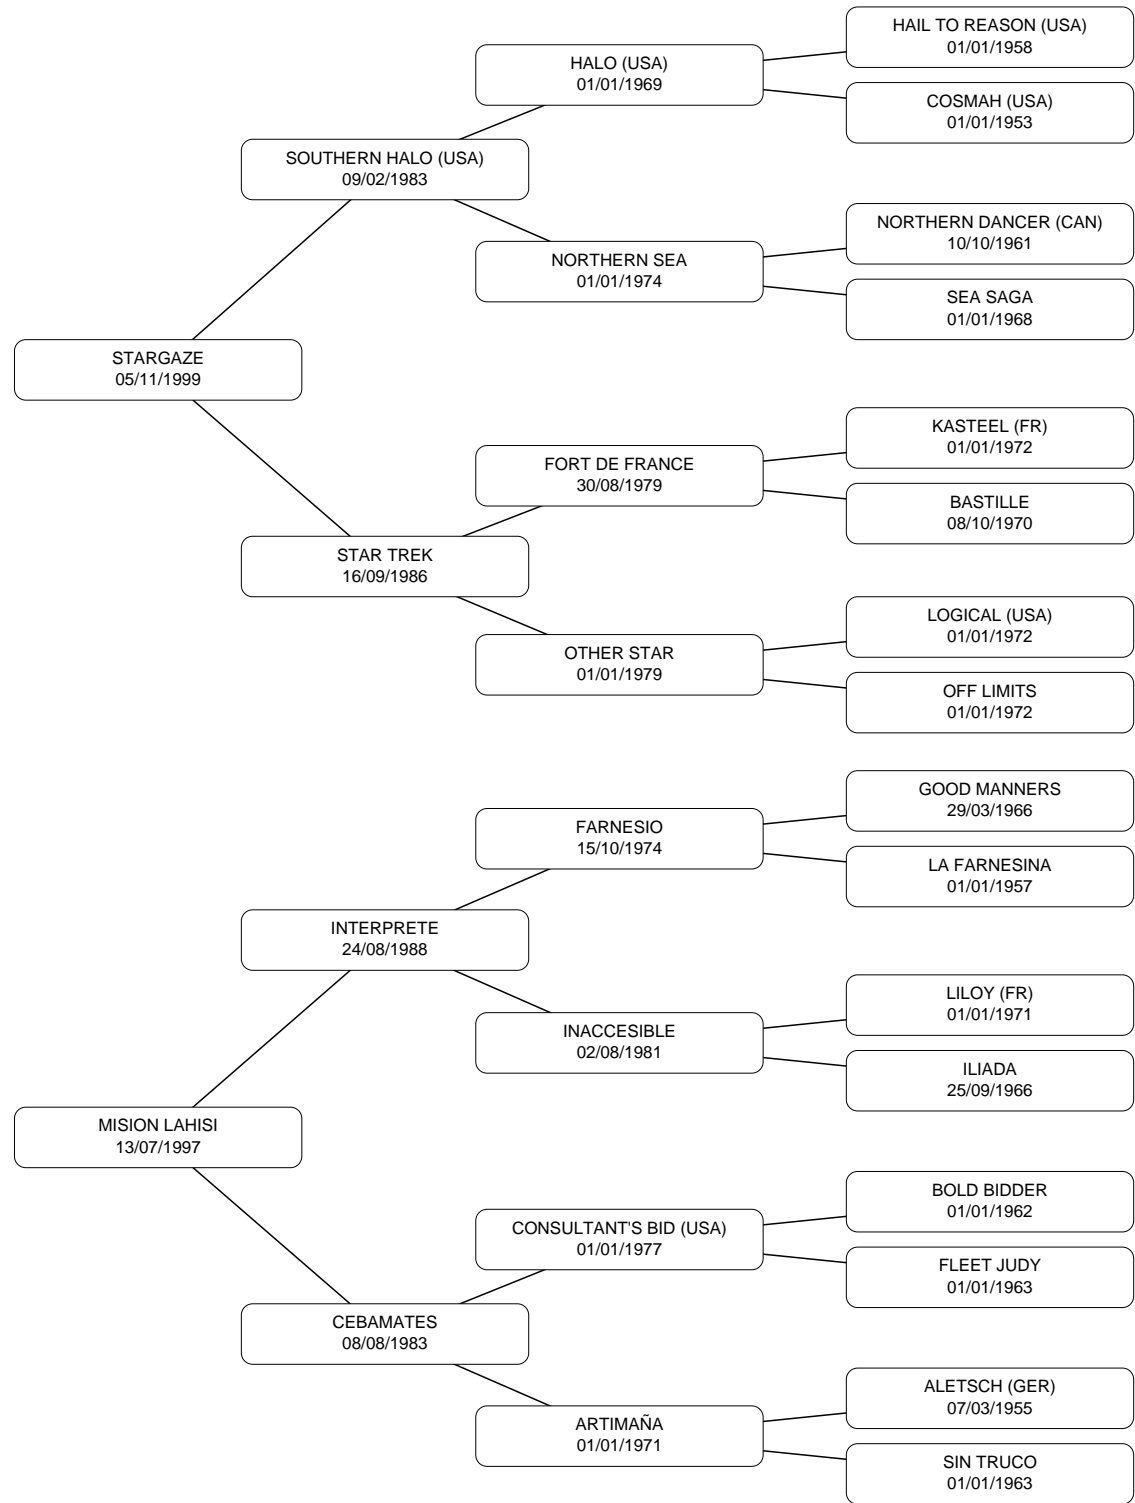 HAIL TO REASON (USA)
01/01/1958
HALO (USA)
01/01/1969
COSMAH (USA)
01/01/1953
SOUTHERN HALO (USA)
09/02/1983
NORTHERN DANCER (CAN)
10/10/1961
NORTHERN SEA
01/01/1974
SEA SAGA
01/01/1968
STARGAZE
05/11/1999
KASTEEL (FR)
01/01/1972
FORT DE FRANCE
30/08/1979
BASTILLE
08/10/1970
STAR TREK
16/09/1986
LOGICAL (USA)
01/01/1972
OTHER STAR
01/01/1979
OFF LIMITS
01/01/1972
GOOD MANNERS
29/03/1966
FARNESIO
15/10/1974
LA FARNESINA
01/01/1957
INTERPRETE
24/08/1988
LILOY (FR)
01/01/1971
INACCESIBLE
02/08/1981
ILIADA
25/09/1966
MISION LAHISI
13/07/1997
BOLD BIDDER
01/01/1962
CONSULTANT'S BID (USA)
01/01/1977
FLEET JUDY
01/01/1963
CEBAMATES
08/08/1983
ALETSCH (GER)
07/03/1955
ARTIMAÑA
01/01/1971
SIN TRUCO
01/01/1963